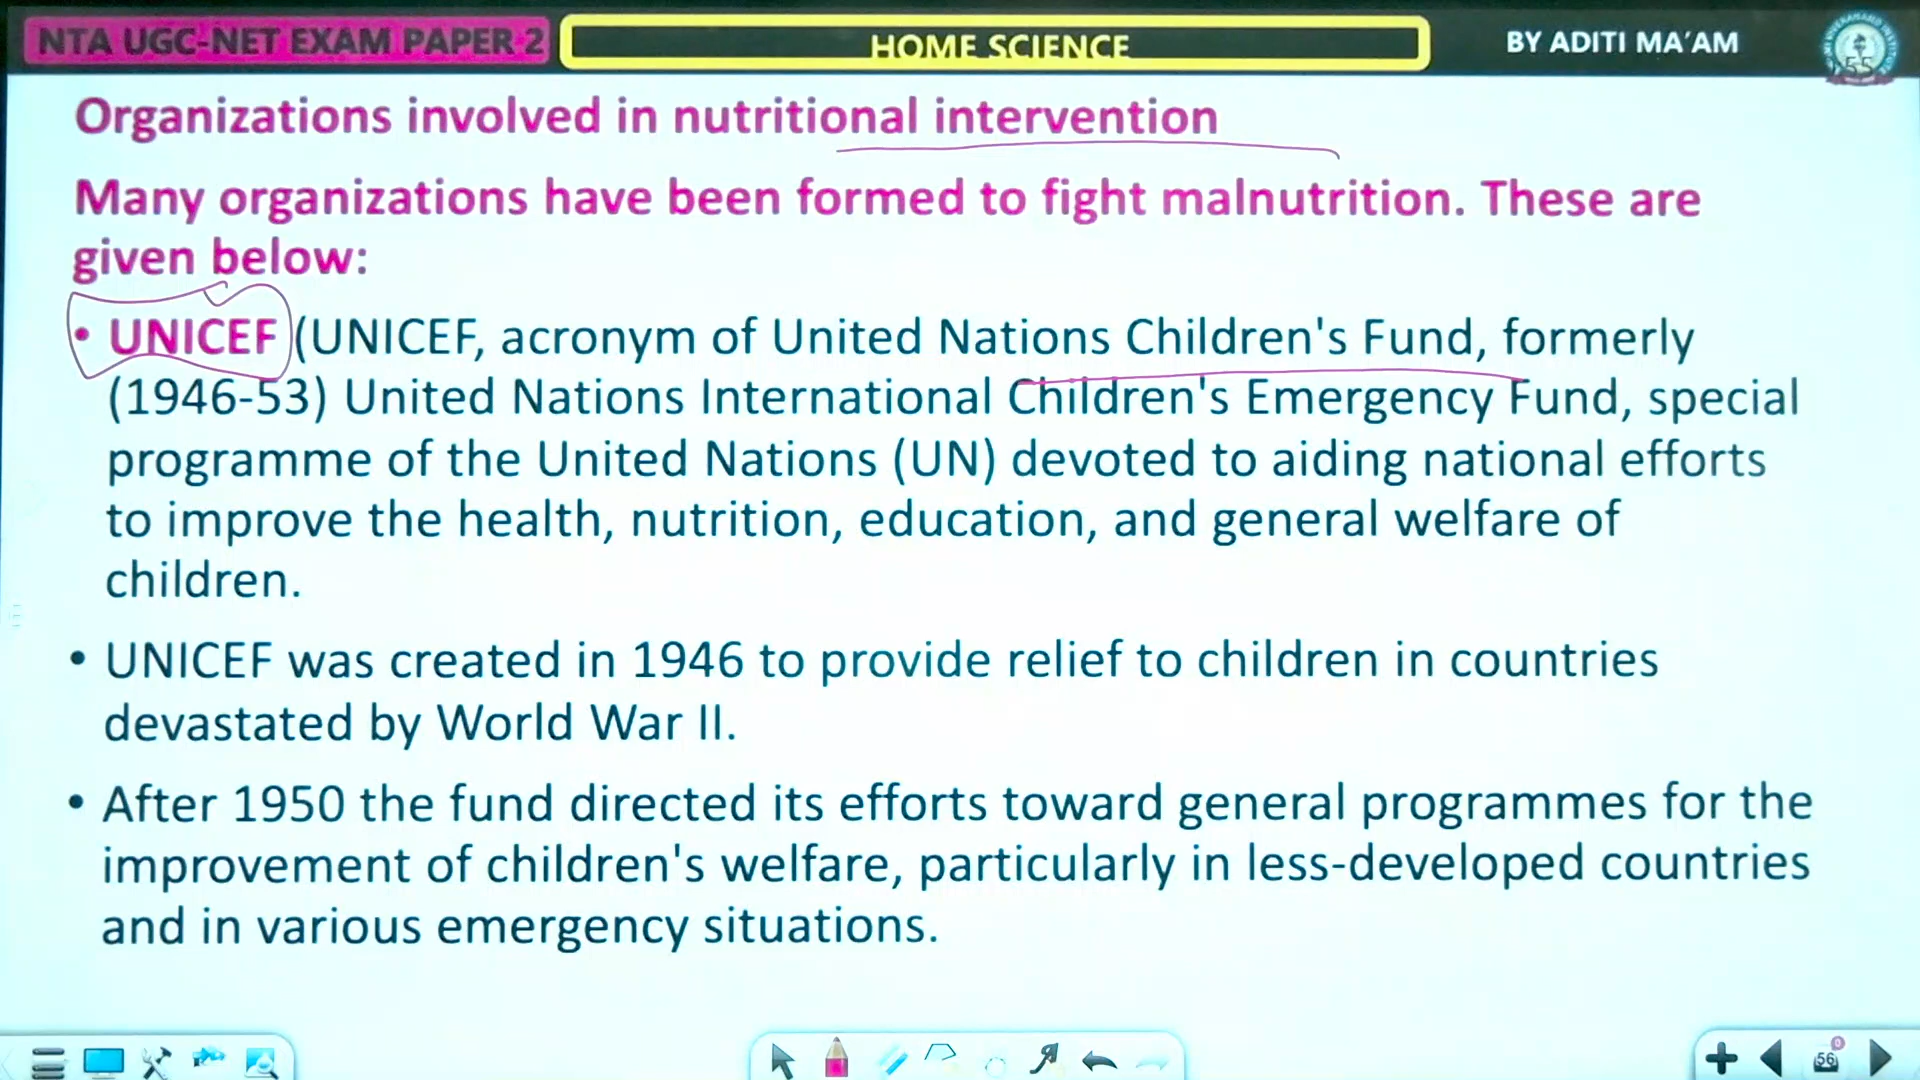 NTA UGC-NET EXAM PAPER-2
HOME SCIENCE
BY ADITI MA'AM
55
Organizations involved in nutritional intervention
Many organizations have been formed to fight malnutrition. These are
given below:
• UNICEF (UNICEF, acronym of United Nations Children's Fund, formerly
(1946-53) United Nations International Children's Emergency Fund, special
programme of the United Nations (UN) devoted to aiding national efforts
to improve the health, nutrition, education, and general welfare of
children.
• UNICEF was created in 1946 to provide relief to children in countries
devastated by World War II.
• After 1950 the fund directed its efforts toward general programmes for the
improvement of children's welfare, particularly in less-developed countries
and in various emergency situations.
0
56